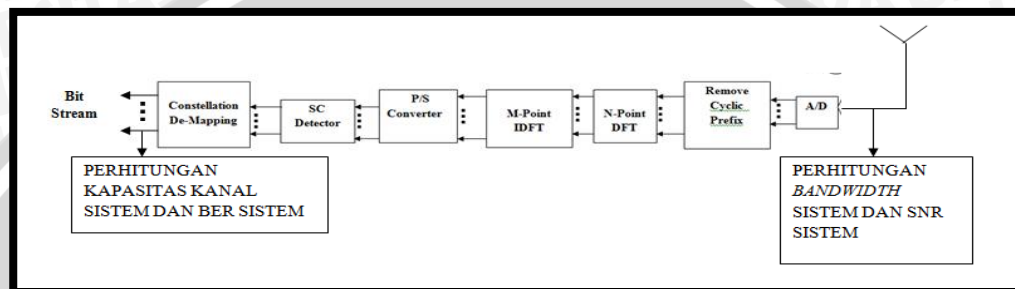 Bit
Stream
Constellation
De-Mapping
SC
Detector
P/S
Converter
M-Point
IDFT
N-Point
DFT
Remove
Cyclic
Prefix
A/D
PERHITUNGAN
KAPASITAS KANAL
SISTEM DAN BER SISTEM
PERHITUNGAN
BANDWIDTH
SISTEM DAN SNR
SISTEM